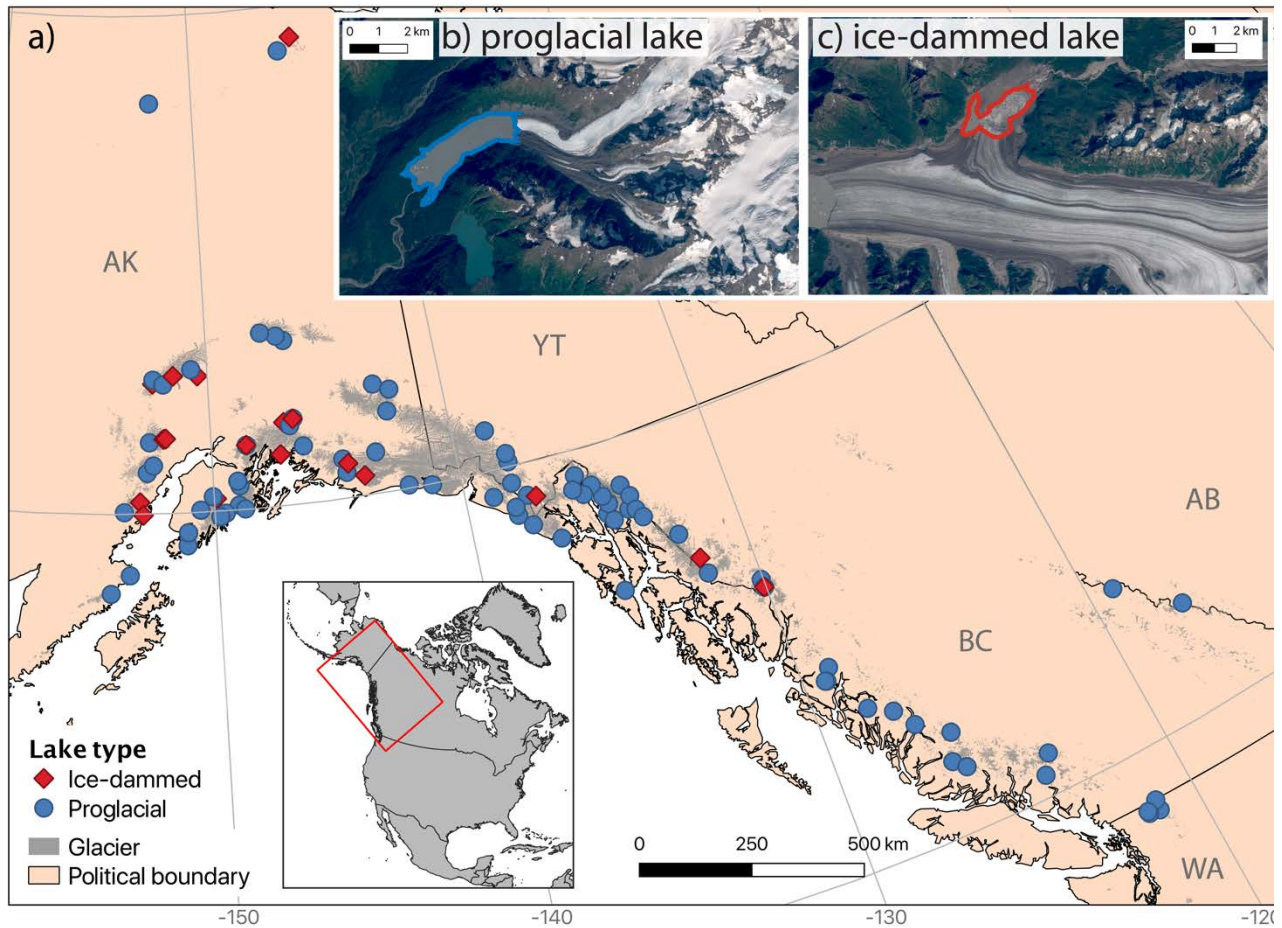 a)
0 1 2 km
b) proglacial lake
c) ice-dammed lake
0 1 2 km
AK
YT
AB
BC
WA
Lake type
Ice-dammed
Proglacial
Glacier
Political boundary
0 250 500 km
-150 -140 -130 -120